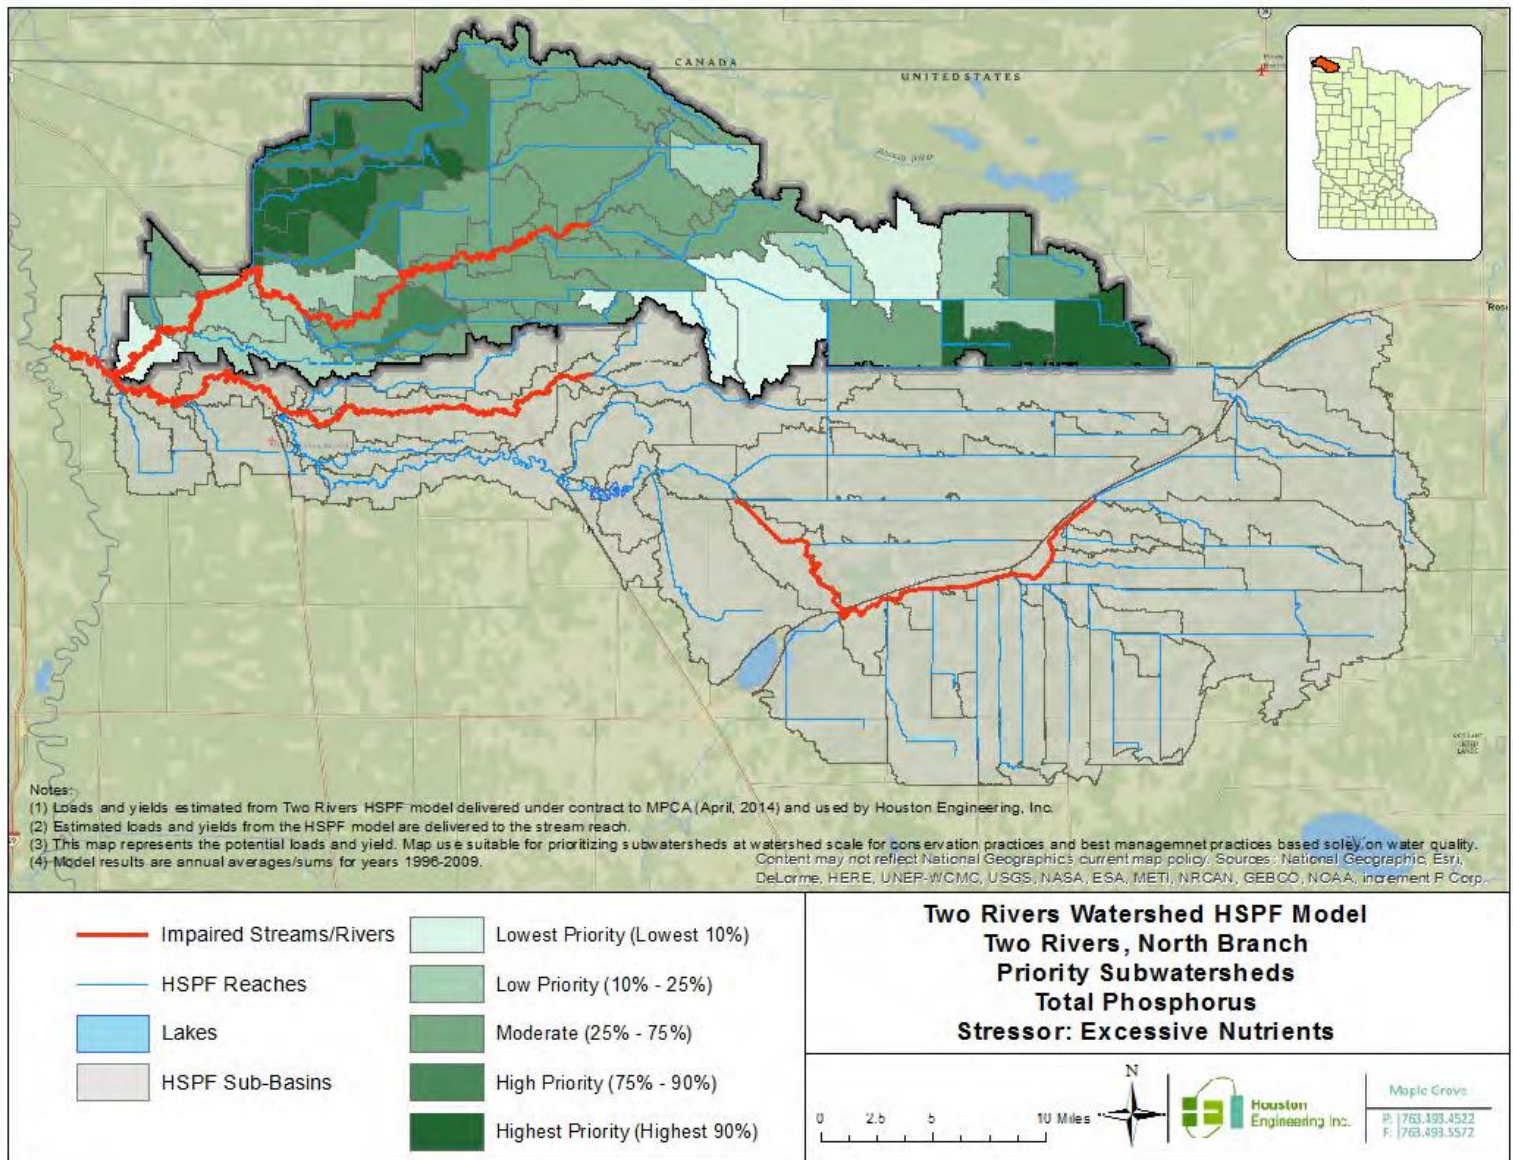 CANADA
UNITED STATES
Notes:
(1) Loads and yields estimated from Two Rivers HSPF model delivered under contract to MPCA (April, 2014) and used by Houston Engineering, Inc.
(2) Estimated loads and yields from the HSPF model are delivered to the stream reach.
(3) This map represents the potential loads and yield. Map use suitable for prioritizing subwatersheds at watershed scale for conservation practices and best managemnet practices based soley on water quality.
(4) Model results are annual averages/sums for years 1996-2009.
Content may not reflect National Geographic's current map policy. Sources: National Geographic, Esri,
DeLorme, HERE, UNEP-WCMC, USGS, NASA, ESA, METI, NRCAN, GEBCO, NOAA, increment P Corp.
Impaired Streams/Rivers
HSPF Reaches
Lakes
HSPF Sub-Basins
Lowest Priority (Lowest 10%)
Low Priority (10% - 25%)
Moderate (25% - 75%)
High Priority (75% - 90%)
Highest Priority (Highest 90%)
Two Rivers Watershed HSPF Model
Two Rivers, North Branch
Priority Subwatersheds
Total Phosphorus
Stressor: Excessive Nutrients
0 2.5 5 10 Miles
N
Houston
Engineering Inc.
Maple Grove
P: 763.493.4522
F: 763.493.5572